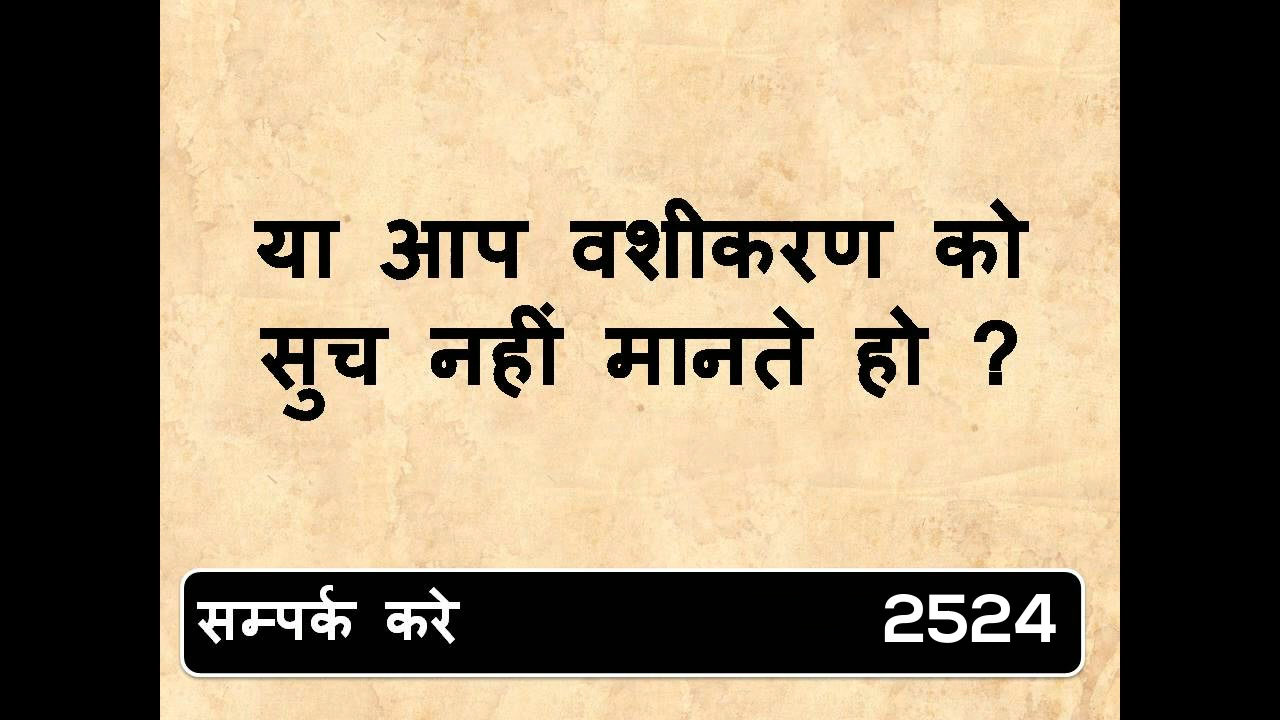 या आप वशीकरण को
सुच नहीं मानते हो ?
सम्पर्क करे 2524